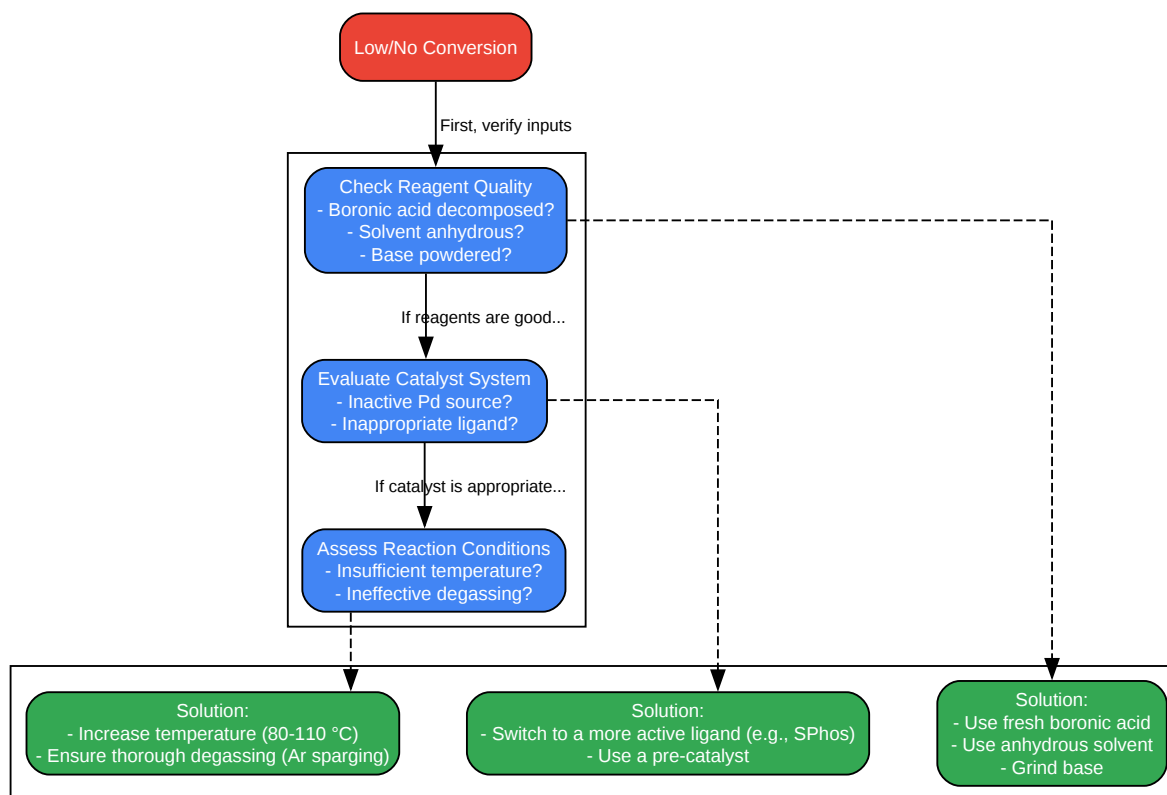 Low/No Conversion
First, verify inputs
Check Reagent Quality
- Boronic acid decomposed?
- Solvent anhydrous?
- Base powdered?
If reagents are good...
Evaluate Catalyst System
- Inactive Pd source?
- Inappropriate ligand?
If catalyst is appropriate...
Assess Reaction Conditions
- Insufficient temperature?
- Ineffective degassing?
Solution:
- Increase temperature (80-110 °C)
- Ensure thorough degassing (Ar sparging)
Solution:
- Switch to a more active ligand (e.g., SPhos)
- Use a pre-catalyst
Solution:
- Use fresh boronic acid
- Use anhydrous solvent
- Grind base